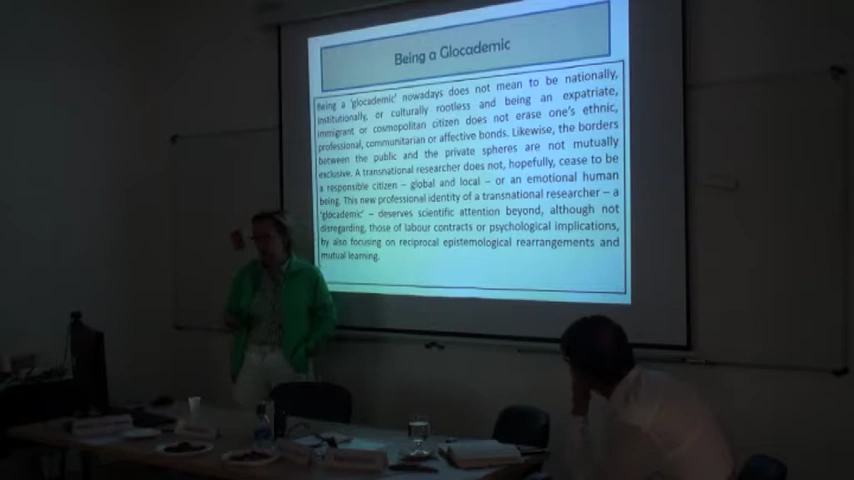 Being a Glocademic
Being a 'glocademic' nowadays does not mean to be nationally,
institutionally, or culturally rootless and being an expatriate,
immigrant or cosmopolitan citizen does not erase one's ethnic,
professional, communitarian or affective bonds. Likewise, the borders
between the public and the private spheres are not mutually
exclusive. A transnational researcher does not, hopefully, cease to be
a responsible citizen – global and local – or an emotional human
being. This new professional identity of a transnational researcher – a
'glocademic' – deserves scientific attention beyond, although not
disregarding, those of labour contracts or psychological implications,
by also focusing on reciprocal epistemological rearrangements and
mutual learning.